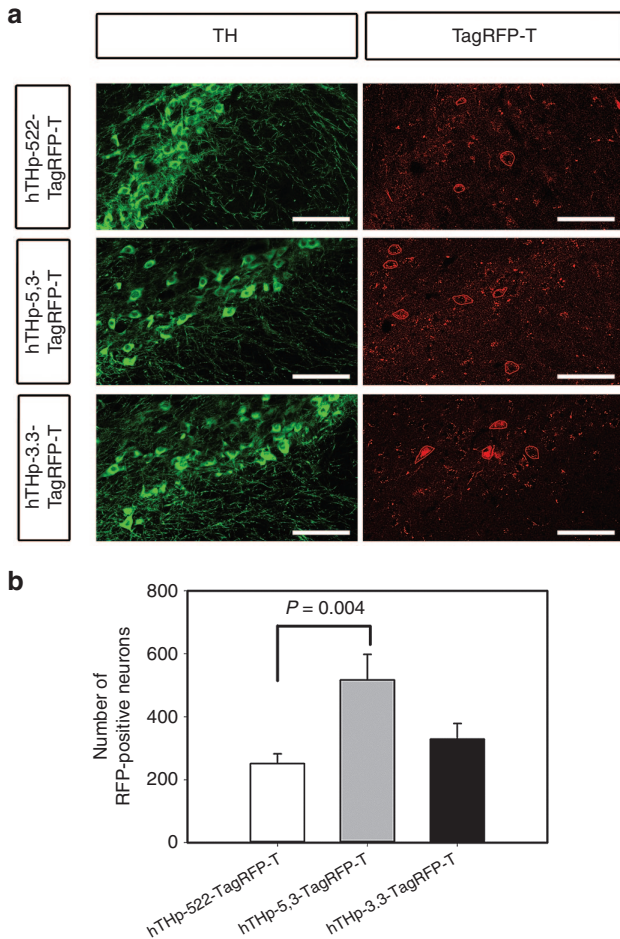 a
TH
TagRFP-T
hTHp-522-
TagRFP-T
hTHp-5,3-
TagRFP-T
hTHp-3.3-
TagRFP-T
b
800
600
400
200
0
Number of
RFP-positive neurons
P = 0.004
hTHp-522-TagRFP-T
hTHp-5,3-TagRFP-T
hTHp-3.3-TagRFP-T